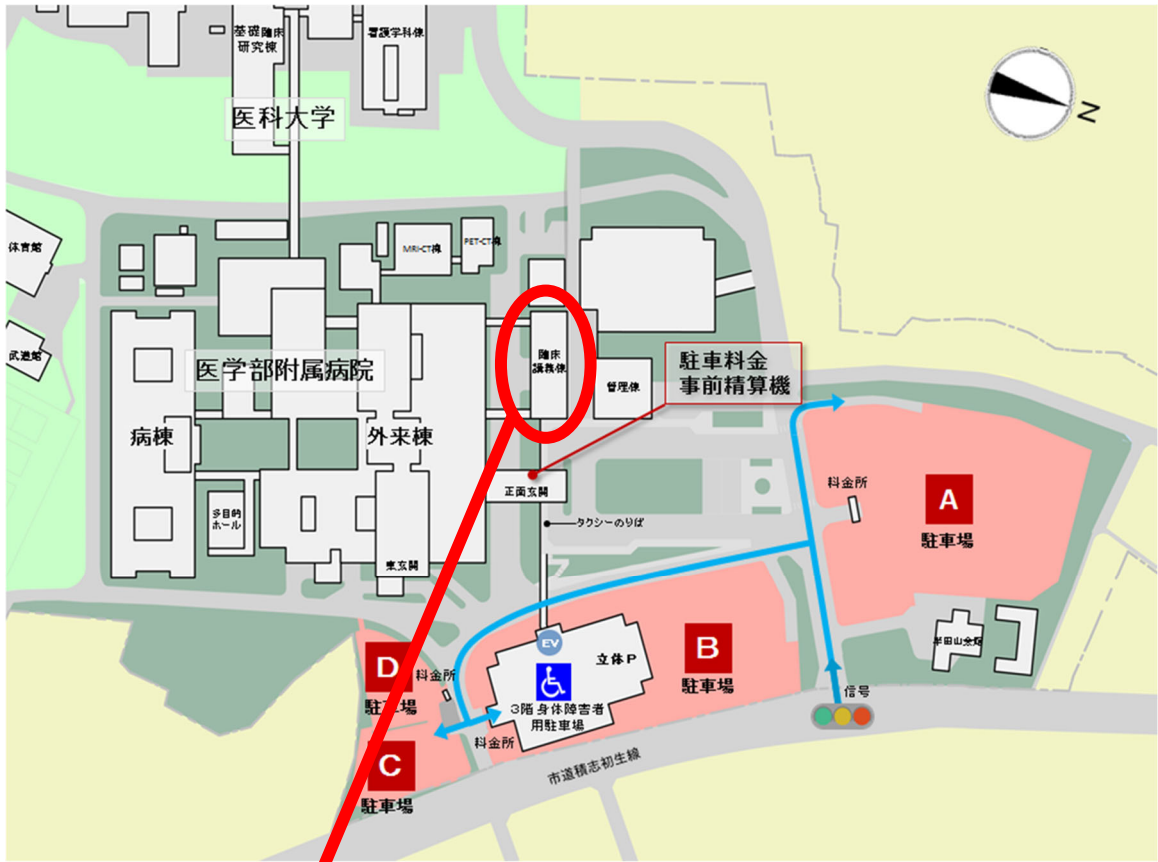 基礎臨床
研究棟
看護学科棟
医科大学
N
体育館
MRI-CT棟
PET-CT棟
武道館
医学部附属病院
臨床
講義棟
管理棟
駐車料金
事前精算機
病棟
外来棟
正面玄関
多目的
ホール
タクシーのりば
料金所
A
駐車場
東玄関
EV
立体P
B
駐車場
半田山会館
D
料金所
駐車場
3階 身体障害者
用駐車場
信号
料金所
C
駐車場
市道積志初生線